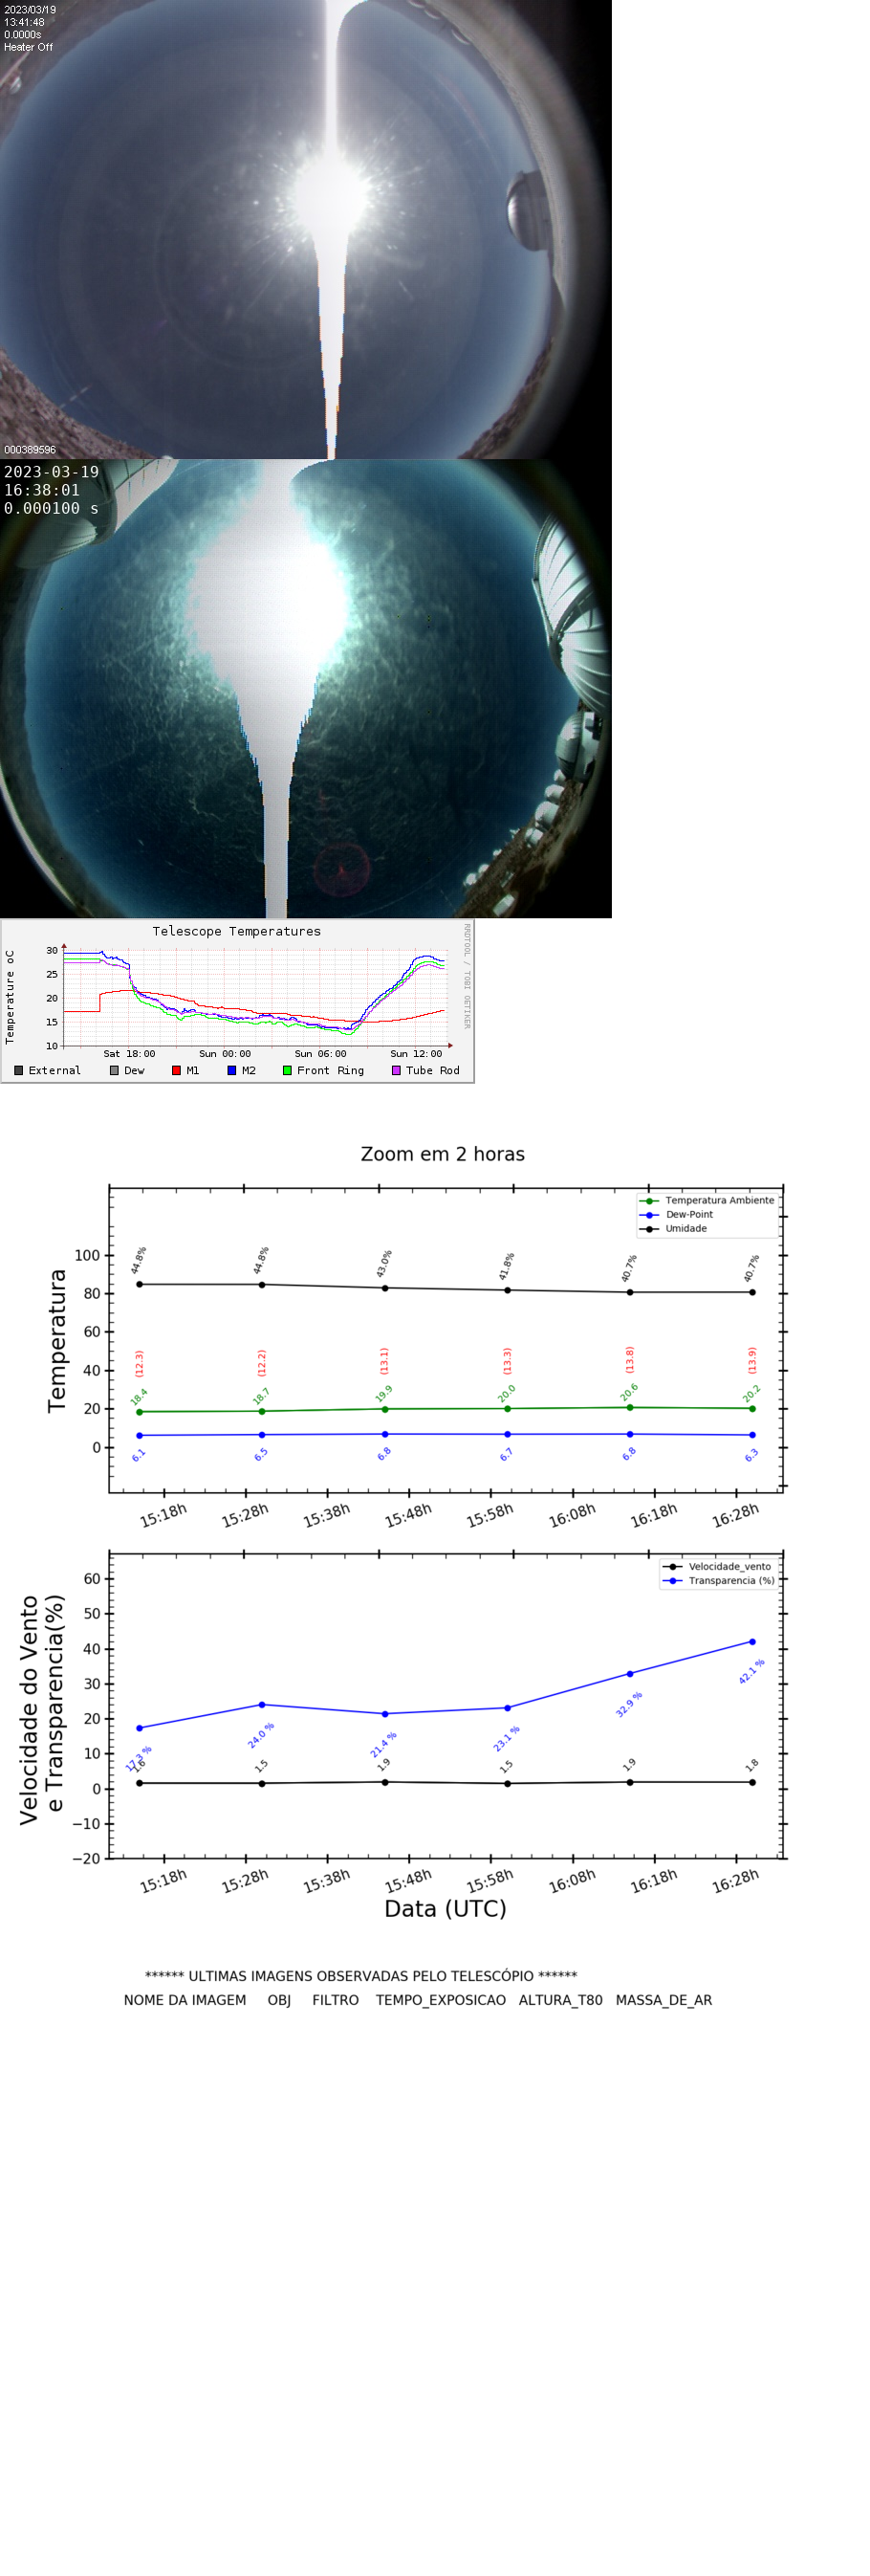 2023/03/19
13:41:48
0.0000s
Heater Off
000389596
2023-03-19
16:38:01
0.000100 s
Telescope Temperatures
RRDTOOL / TOBI OETIKER
Temperature oC
30
25
20
15
10
Sat 18:00 Sun 00:00 Sun 06:00 Sun 12:00
External Dew M1 M2 Front Ring Tube Rod
Zoom em 2 horas
Temperatura Ambiente
Dew-Point
Umidade
Temperatura
100
80
60
40
20
0
44.8% 44.8% 43.0% 41.8% 40.7% 40.7%
(12.3) (12.2) (13.1) (13.3) (13.8) (13.9)
18.4 18.7 19.9 20.0 20.6 20.2
6.1 6.5 6.8 6.7 6.8 6.3
15:18h 15:28h 15:38h 15:48h 15:58h 16:08h 16:18h 16:28h
Velocidade_vento
Transparencia (%)
Velocidade do Vento
e Transparencia(%)
60
50
40
30
20
10
0
−10
−20
17.3 % 24.0 % 21.4 % 23.1 % 32.9 % 42.1 %
1.6 1.5 1.9 1.5 1.9 1.8
15:18h 15:28h 15:38h 15:48h 15:58h 16:08h 16:18h 16:28h
Data (UTC)
****** ULTIMAS IMAGENS OBSERVADAS PELO TELESCÓPIO ******
NOME DA IMAGEM OBJ FILTRO TEMPO_EXPOSICAO ALTURA_T80 MASSA_DE_AR